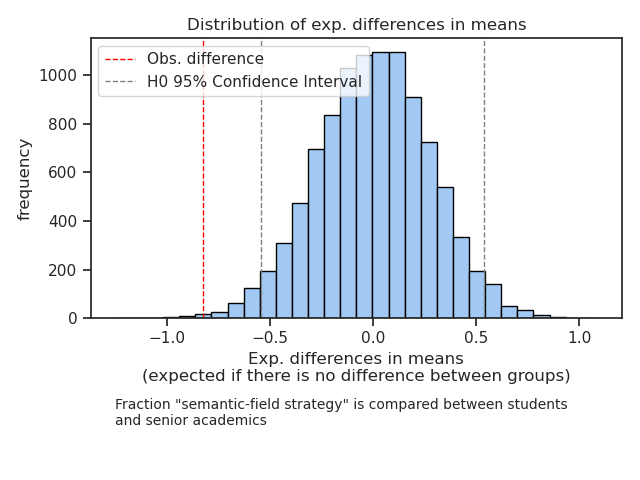 Distribution of exp. differences in means
Obs. difference
H0 95% Confidence Interval
frequency
1000
800
600
400
200
0
−1.0
−0.5
0.0
0.5
1.0
Exp. differences in means
(expected if there is no difference between groups)
Fraction "semantic-field strategy" is compared between students
and senior academics